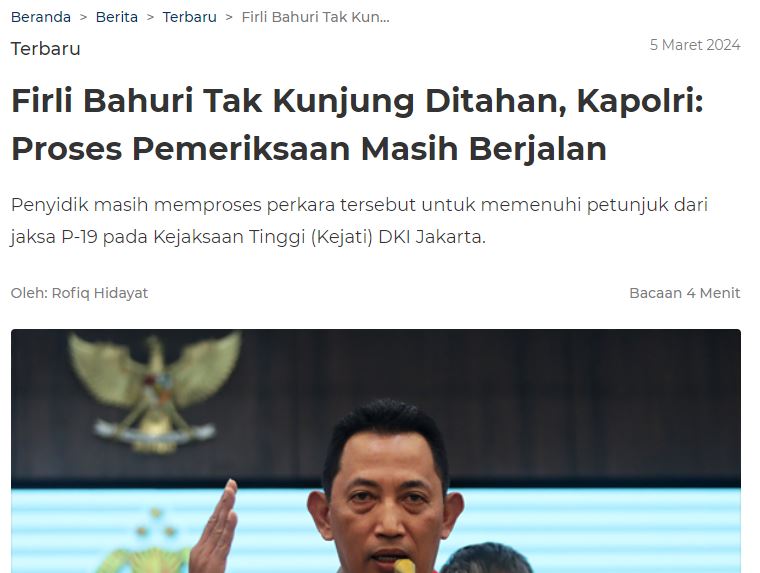 Beranda > Berita > Terbaru > Firli Bahuri Tak Kun...
Terbaru
5 Maret 2024
Firli Bahuri Tak Kunjung Ditahan, Kapolri:
Proses Pemeriksaan Masih Berjalan
Penyidik masih memproses perkara tersebut untuk memenuhi petunjuk dari
jaksa P-19 pada Kejaksaan Tinggi (Kejati) DKI Jakarta.
Oleh: Rofiq Hidayat
Bacaan 4 Menit